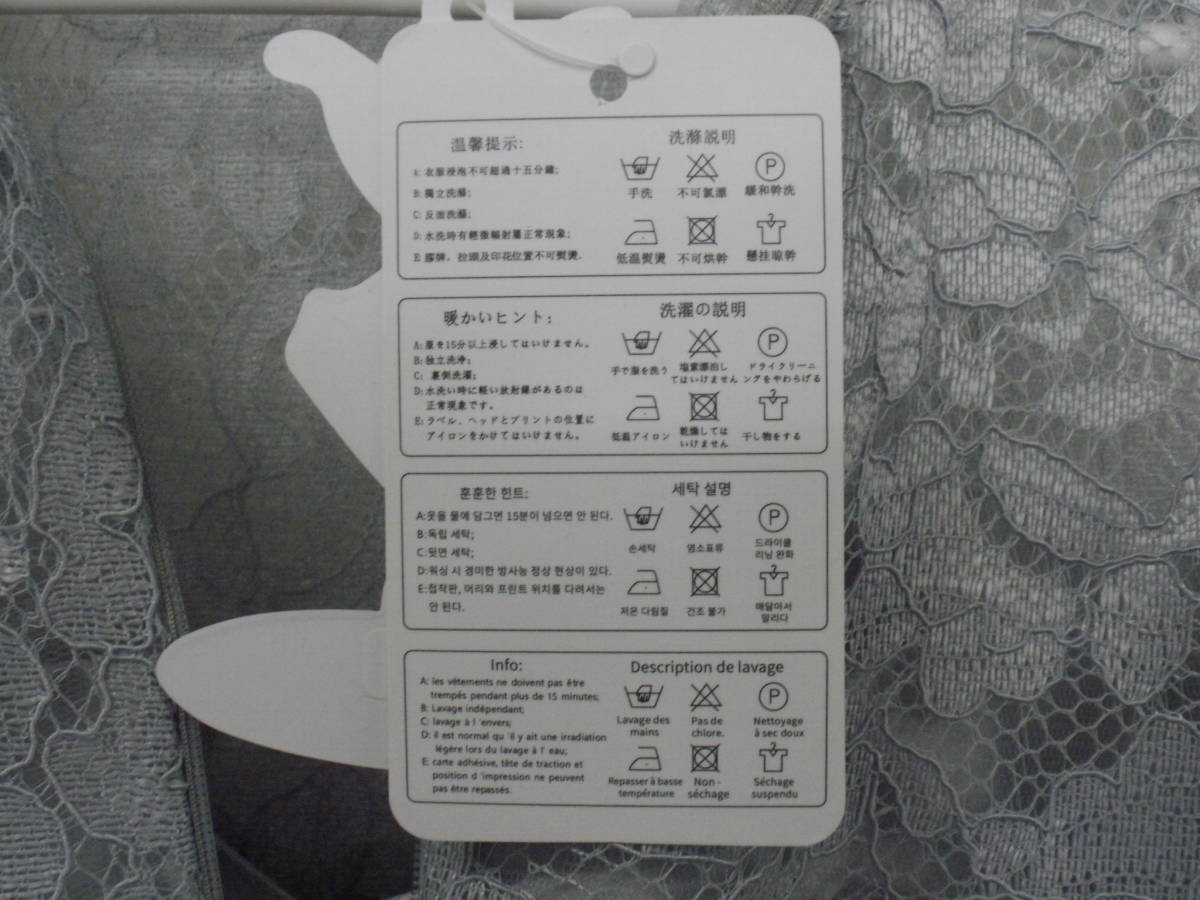 温馨提示:
A: 衣服浸泡不可超過十五分鐘;
B: 獨立洗滌;
C: 反面洗滌;
D: 水洗時有輕微輻射屬正常現象;
E 膠牌、拉頭及印花位置不可熨燙.
洗滌説明
手洗
不可氯漂
緩和幹洗
低温熨燙
不可烘幹
懸挂晾幹
暖かいヒント:
A: 服を15分以上浸してはいけません。
B: 独立洗浄;
C: 裏側洗濯;
D: 水洗い時に軽い放射線があるのは
正常現象です。
E: ラベル、ヘッドとプリントの位置に
アイロンをかけてはいけません。
洗濯の説明
手で服を洗う
塩素漂泊し
てはいけません
ドライクリーニ
ングをやわらげる
低温アイロン
乾燥しては
いけません
干し物をする
훈훈한 힌트:
A:옷을 물에 담그면 15분이 넘으면 안 된다.
B:독립 세탁;
C:뒷면 세탁;
D:워싱 시 경미한 방사능 정상 현상이 있다.
E:접착판, 머리와 프린트 위치를 다려서는
안 된다.
세탁 설명
손세탁
염소표류
드라이클
리닝 완화
저온 다림질
건조 불가
매달아서
말리다
Info:
A: les vêtements ne doivent pas être
trempés pendant plus de 15 minutes;
B: Lavage indépendant;
C: lavage à l 'envers;
D: il est normal qu 'il y ait une irradiation
légère lors du lavage à l' eau;
E: carte adhésive, tête de traction et
position d 'impression ne peuvent
pas être repassés.
Description de lavage
Lavage des
mains
Pas de
chlore.
Nettoyage
à sec doux
Repasser à basse
température
Non -
séchage
Séchage
suspendu